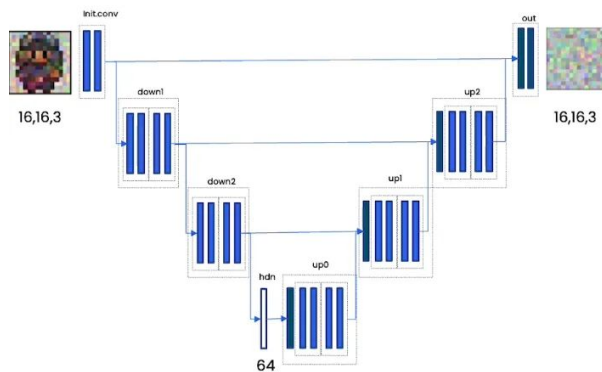 Init.conv
out
16,16,3
down1
up2
16,16,3
down2
up1
hdn
up0
64